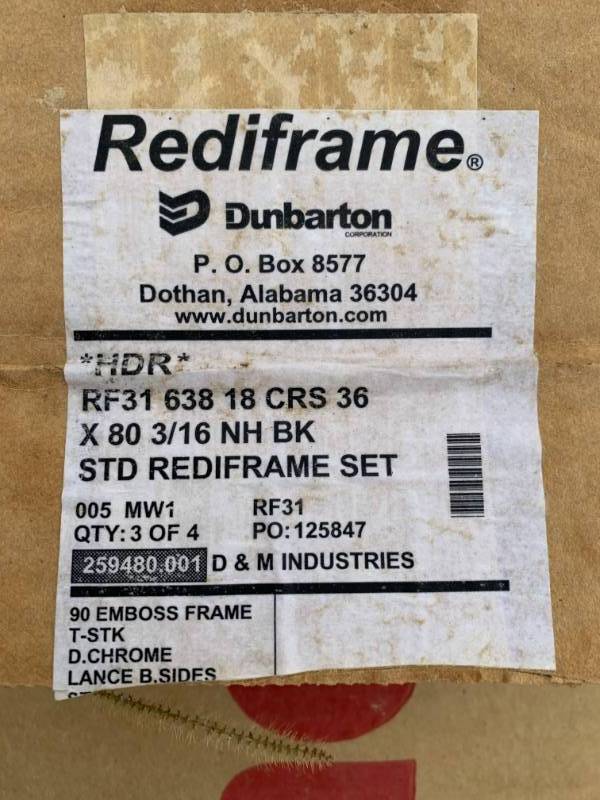 Rediframe®
Dunbarton
CORPORATION
P. O. Box 8577
Dothan, Alabama 36304
www.dunbarton.com
*HDR*
RF31 638 18 CRS 36
X 80 3/16 NH BK
STD REDIFRAME SET
005 MW1 RF31
QTY: 3 OF 4 PO: 125847
259480.001 D & M INDUSTRIES
90 EMBOSS FRAME
T-STK
D.CHROME
LANCE B.SIDES